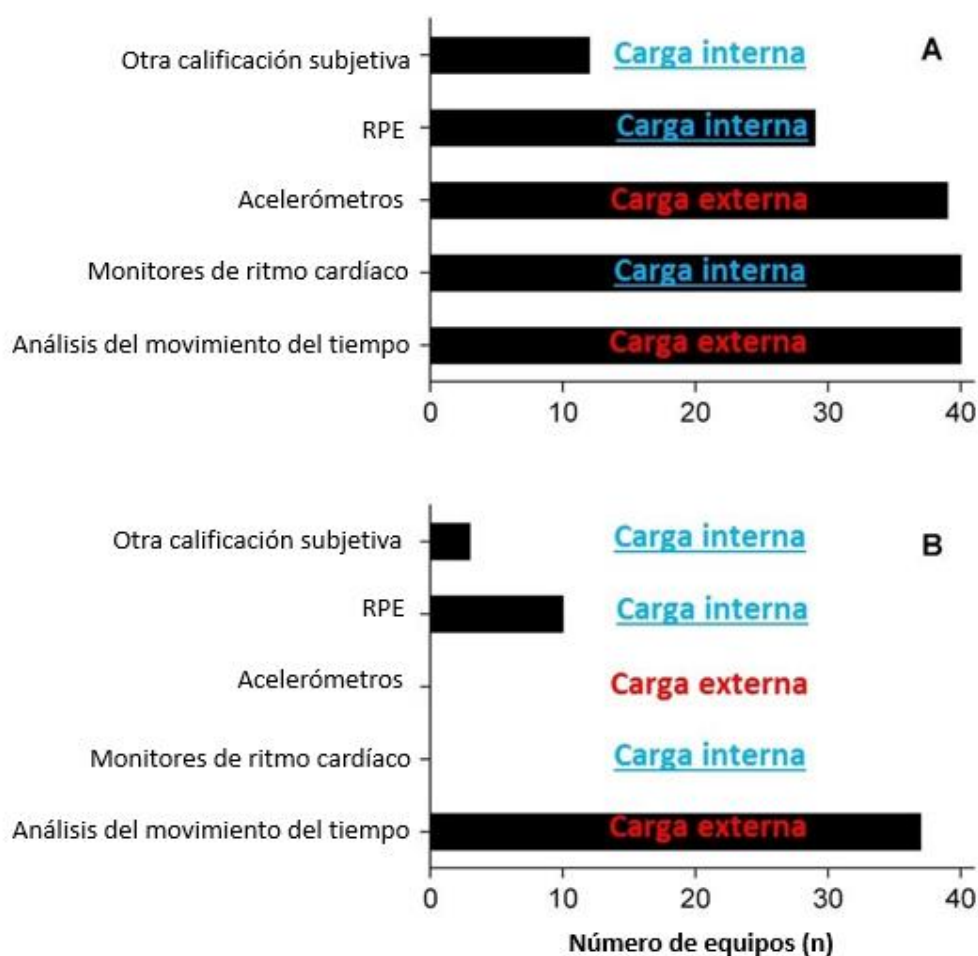 Otra calificación subjetiva Carga interna A
RPE Carga interna
Acelerómetros Carga externa
Monitores de ritmo cardíaco Carga interna
Análisis del movimiento del tiempo Carga externa
0 10 20 30 40
Otra calificación subjetiva Carga interna B
RPE Carga interna
Acelerómetros Carga externa
Monitores de ritmo cardíaco Carga interna
Análisis del movimiento del tiempo Carga externa
0 10 20 30 40
Número de equipos (n)